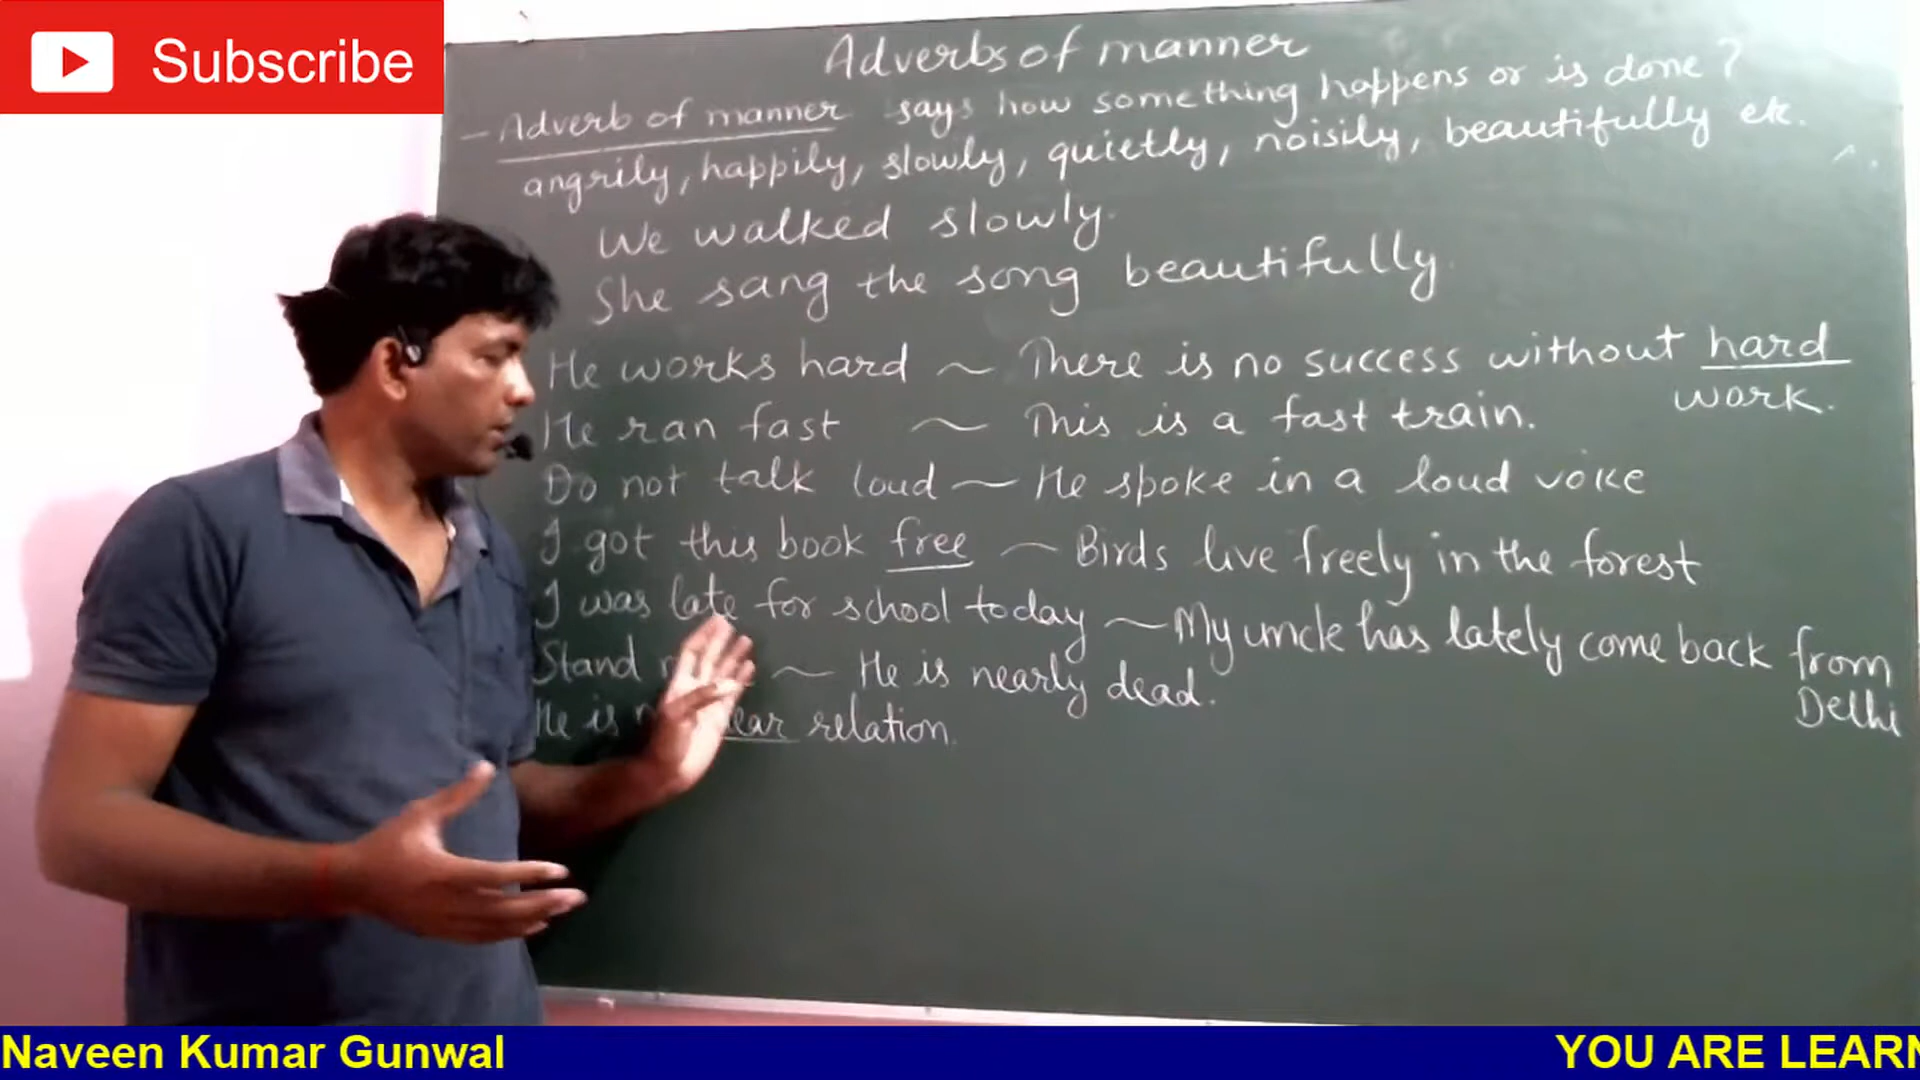 Subscribe
Adverbs of manner
- Adverb of manner says how something happens or is done?
angrily, happily, slowly, quietly, noisily, beautifully etc.
We walked slowly.
She sang the song beautifully.
He works hard ~ There is no success without hard
work.
He ran fast ~ This is a fast train.
Do not talk loud ~ He spoke in a loud voice
I got this book free ~ Birds live freely in the forest
I was late for school today ~ My uncle has lately come back from
Delhi
Stand ~ He is nearly dead.
He is relation.
Naveen Kumar Gunwal
YOU ARE LEARN